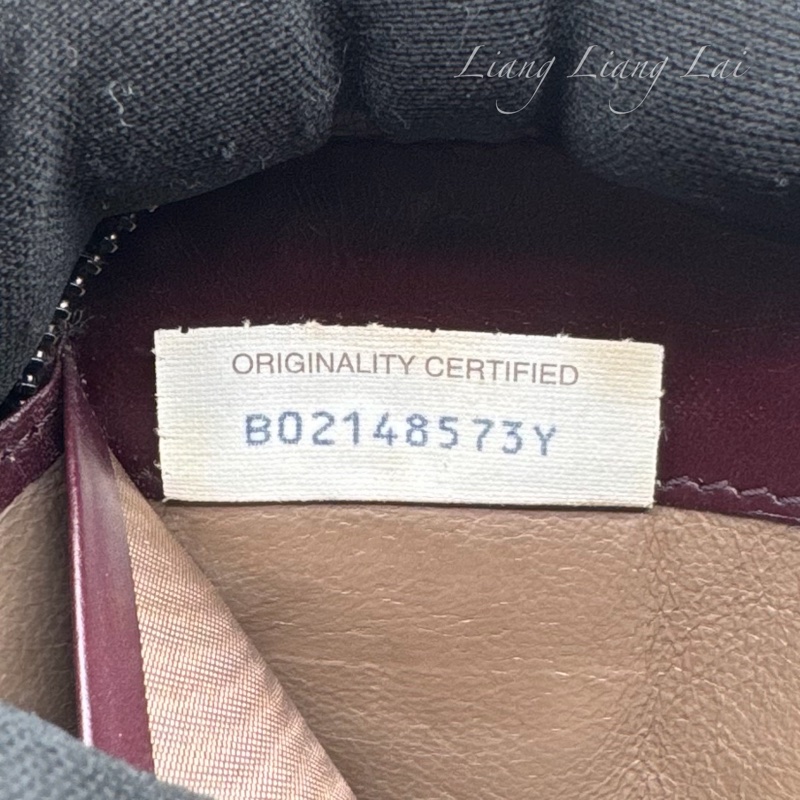 Liang Liang Lai
ORIGINALITY CERTIFIED
B02148573Y